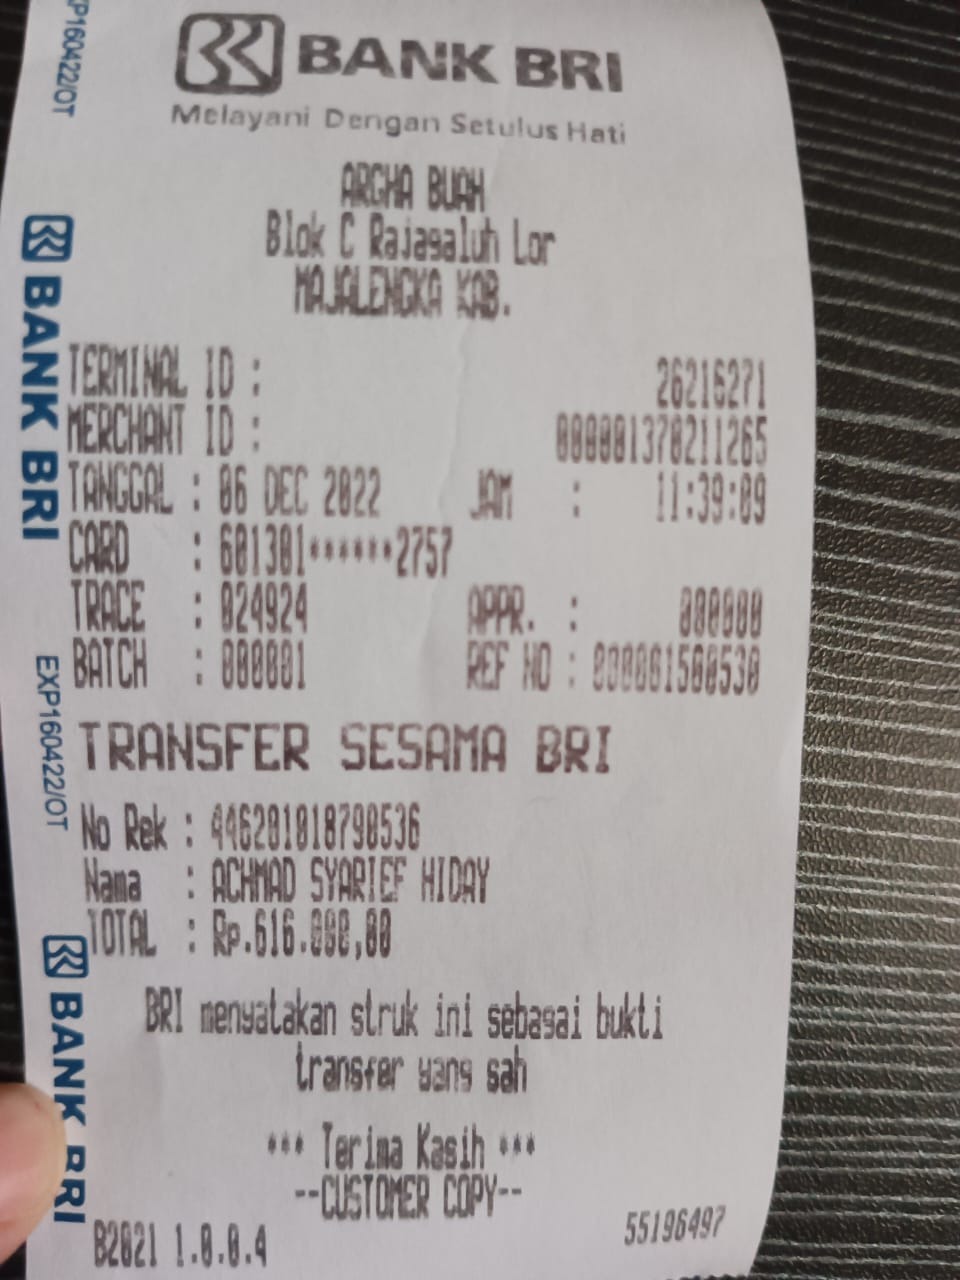 BANK BRI
Melayani Dengan Setulus Hati
ARGHA BUAH
Blok C Rajagaluh Lor
MAJALENGKA KAB.
TERMINAL ID : 26216271
MERCHANT ID : 000001370211265
TANGGAL : 06 DEC 2022 JAM : 11:39:09
CARD : 601301******2757
TRACE : 024924 APPR. : 000000
BATCH : 000001 REF NO : 000001500530
TRANSFER SESAMA BRI
No Rek : 446201018790536
Nama : ACHMAD SYARIEF HIDAY
TOTAL : Rp.616.000,00
BRI menyatakan struk ini sebagai bukti
transfer yang sah
*** Terima Kasih ***
--CUSTOMER COPY--
B2021 1.0.0.4 55196497
XP160422/OT
BANK BRI
EXP160422/OT
BANK BRI